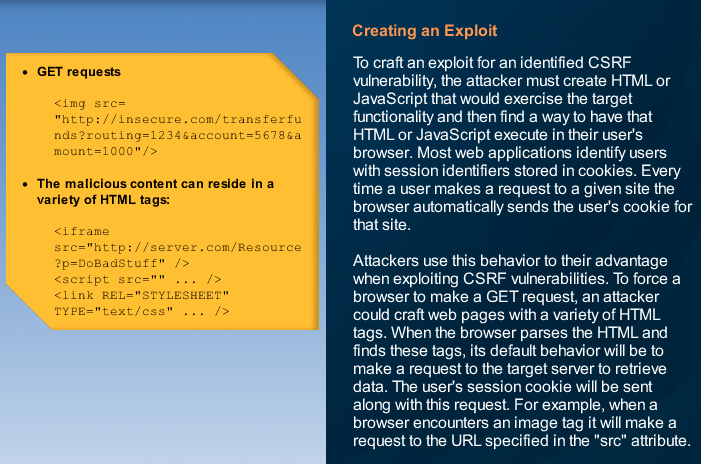 • GET requests
<img src=
"http://insecure.com/transferfu
nds?routing=1234&account=5678&a
mount=1000"/>
• The malicious content can reside in a
variety of HTML tags:
<iframe
src="http://server.com/Resource
?p=DoBadStuff" />
<script src="" ... />
<link REL="STYLESHEET"
TYPE="text/css" ... />
Creating an Exploit
To craft an exploit for an identified CSRF
vulnerability, the attacker must create HTML or
JavaScript that would exercise the target
functionality and then find a way to have that
HTML or JavaScript execute in their user's
browser. Most web applications identify users
with session identifiers stored in cookies. Every
time a user makes a request to a given site the
browser automatically sends the user's cookie for
that site.
Attackers use this behavior to their advantage
when exploiting CSRF vulnerabilities. To force a
browser to make a GET request, an attacker
could craft web pages with a variety of HTML
tags. When the browser parses the HTML and
finds these tags, its default behavior will be to
make a request to the target server to retrieve
data. The user's session cookie will be sent
along with this request. For example, when a
browser encounters an image tag it will make a
request to the URL specified in the "src" attribute.